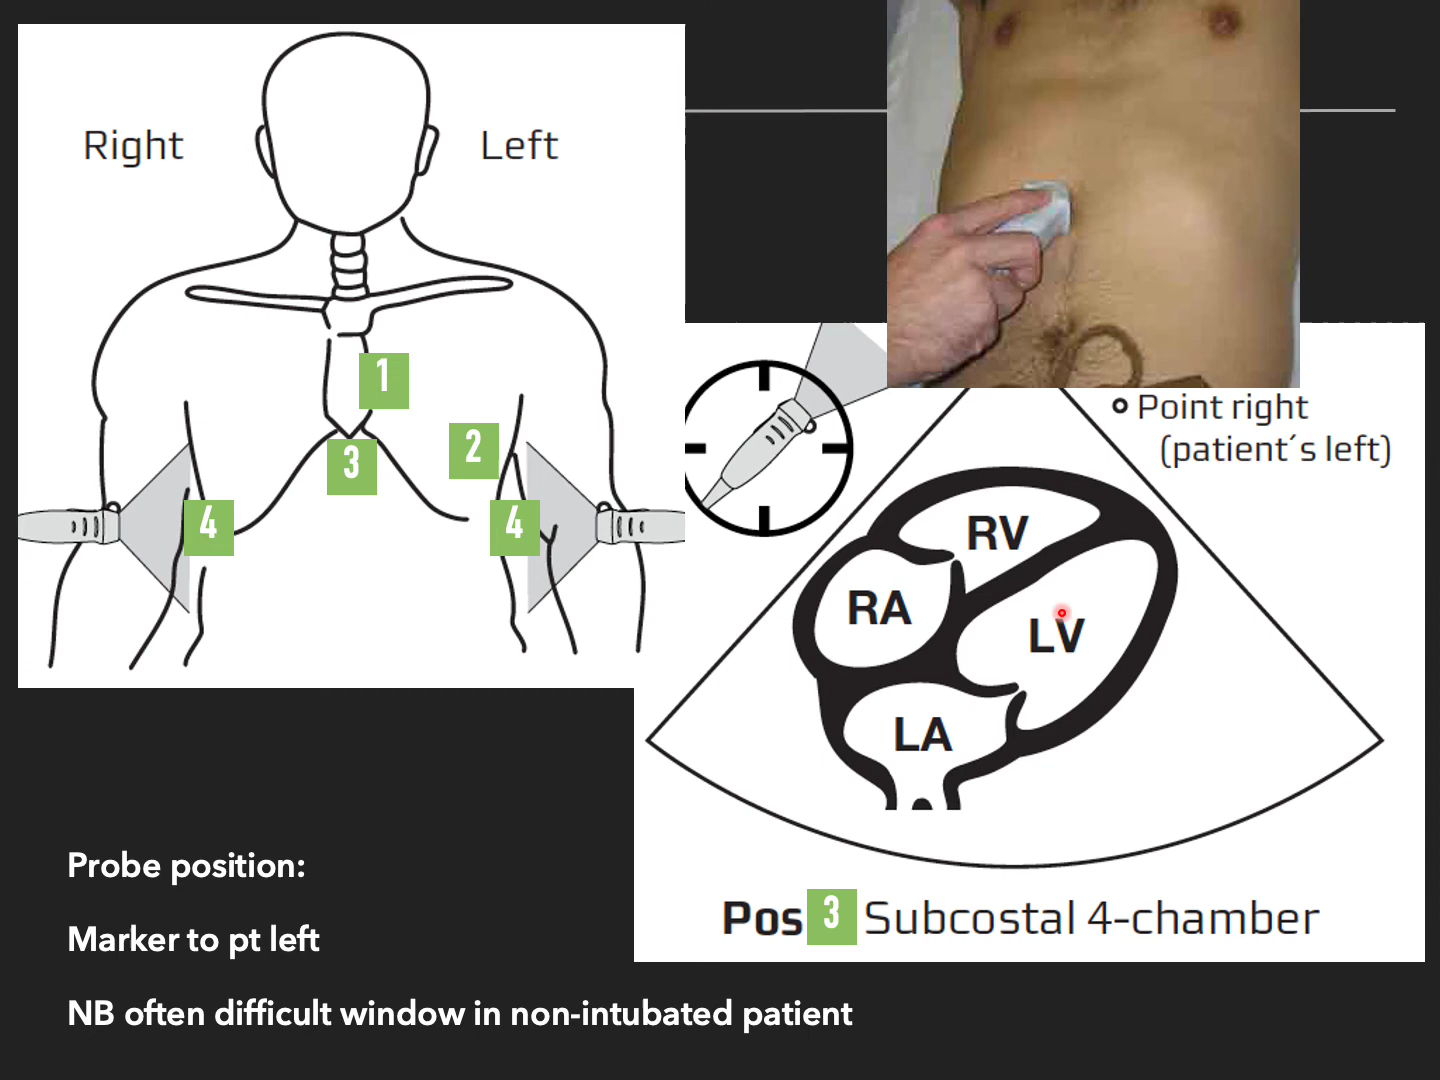 Right
Left
1
2
3
4
4
Point right
(patient´s left)
RV
RA
LV
LA
Pos 3 Subcostal 4-chamber
Probe position:
Marker to pt left
NB often difficult window in non-intubated patient